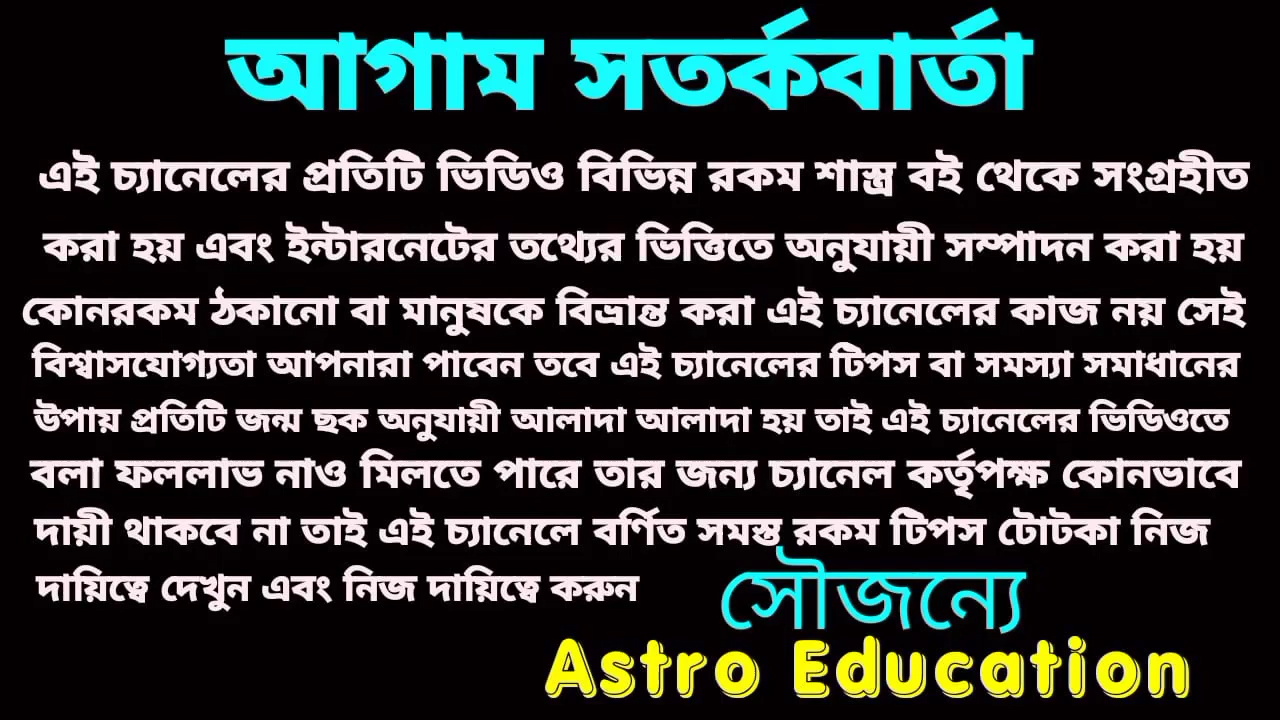 আগাম সতর্কবার্তা
এই চ্যানেলের প্রতিটি ভিডিও বিভিন্ন রকম শাস্ত্র বই থেকে সংগ্রহীত
করা হয় এবং ইন্টারনেটের তথ্যের ভিত্তিতে অনুযায়ী সম্পাদন করা হয়
কোনরকম ঠকানো বা মানুষকে বিভ্রান্ত করা এই চ্যানেলের কাজ নয় সেই
বিশ্বাসযোগ্যতা আপনারা পাবেন তবে এই চ্যানেলের টিপস বা সমস্যা সমাধানের
উপায় প্রতিটি জন্ম ছক অনুযায়ী আলাদা আলাদা হয় তাই এই চ্যানেলের ভিডিওতে
বলা ফললাভ নাও মিলতে পারে তার জন্য চ্যানেল কর্তৃপক্ষ কোনভাবে
দায়ী থাকবে না তাই এই চ্যানেলে বর্ণিত সমস্ত রকম টিপস টোটকা নিজ
দায়িত্বে দেখুন এবং নিজ দায়িত্বে করুন
সৌজন্যে
Astro Education